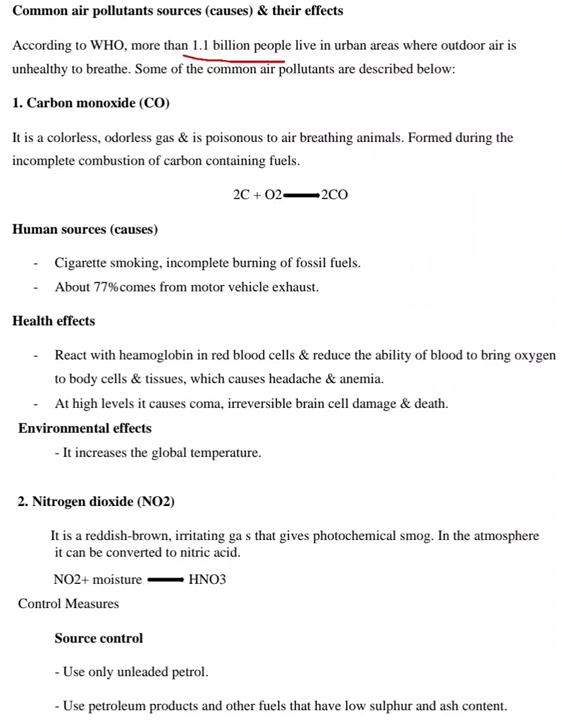 Common air pollutants sources (causes) & their effects
According to WHO, more than 1.1 billion people live in urban areas where outdoor air is
unhealthy to breathe. Some of the common air pollutants are described below:
1. Carbon monoxide (CO)
It is a colorless, odorless gas & is poisonous to air breathing animals. Formed during the
incomplete combustion of carbon containing fuels.
2C + O2⟶2CO
Human sources (causes)
- Cigarette smoking, incomplete burning of fossil fuels.
- About 77%comes from motor vehicle exhaust.
Health effects
- React with heamoglobin in red blood cells & reduce the ability of blood to bring oxygen
to body cells & tissues, which causes headache & anemia.
- At high levels it causes coma, irreversible brain cell damage & death.
Environmental effects
- It increases the global temperature.
2. Nitrogen dioxide (NO2)
It is a reddish-brown, irritating ga s that gives photochemical smog. In the atmosphere
it can be converted to nitric acid.
NO2+ moisture ⟶ HNO3
Control Measures
Source control
- Use only unleaded petrol.
- Use petroleum products and other fuels that have low sulphur and ash content.